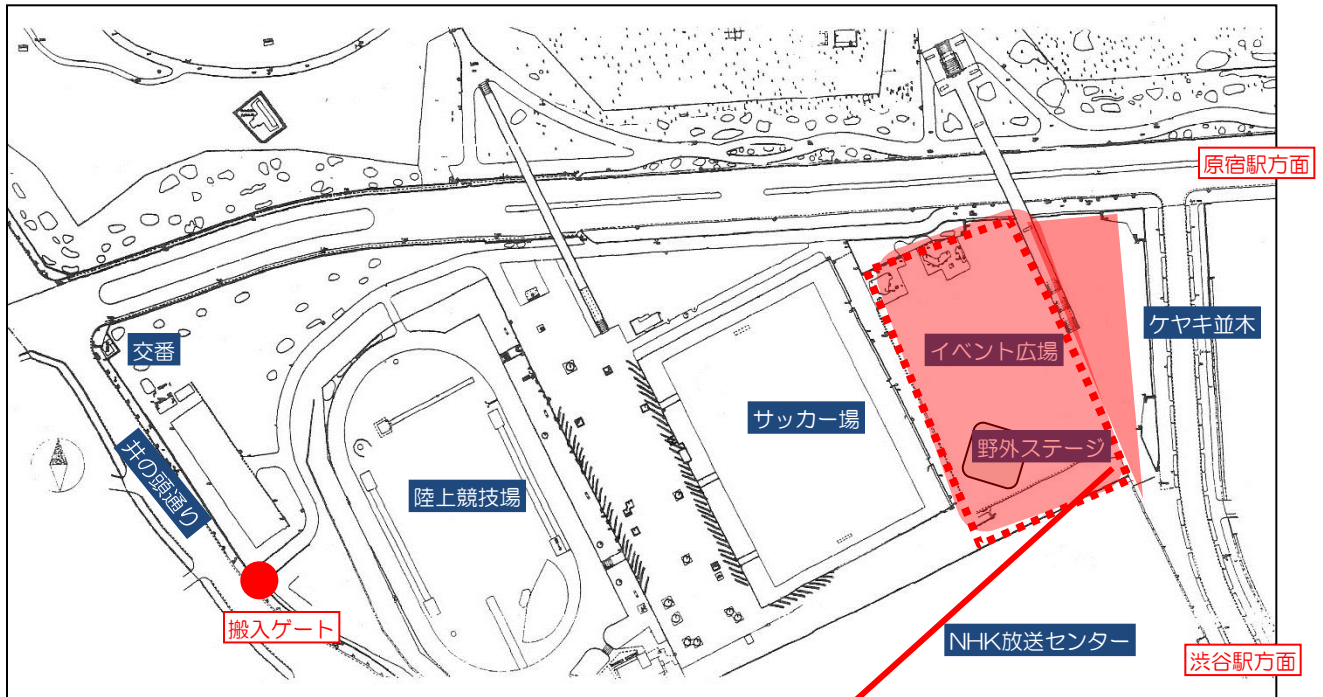 原宿駅方面
交番
イベント広場
ケヤキ並木
サッカー場
野外ステージ
井の頭通り
陸上競技場
搬入ゲート
NHK放送センター
渋谷駅方面